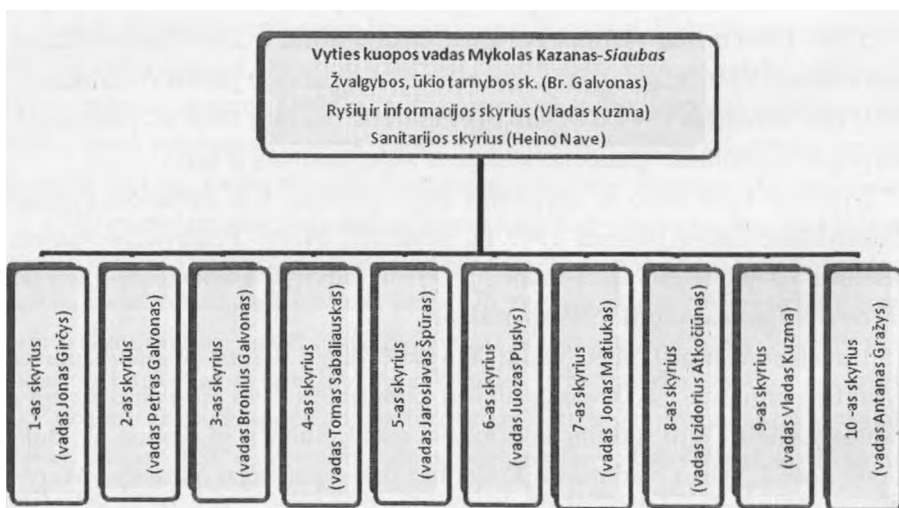 Vyties kuopos vadas Mykolas Kazanas-Siaubas
Žvalgybos, ūkio tarnybos sk. (Br. Galvonas)
Ryšių ir informacijos skyrius (Vladas Kuzma)
Sanitarijos skyrius (Heino Nave)
1-as skyrius
(vadas Jonas Girčys)
2-as skyrius
(vadas Petras Galvonas)
3-as skyrius
(vadas Bronius Galvonas)
4-as skyrius
(vadas Tomas Sabaliauskas)
5-as skyrius
(vadas Jaroslavas Špūras)
6-as skyrius
(vadas Juozas Puslys)
7-as skyrius
(vadas Jonas Matiukas)
8-as skyrius
(vadas Izidorius Atkočiūnas)
9-as skyrius
(vadas Vladas Kuzma)
10-as skyrius
(vadas Antanas Gražys)